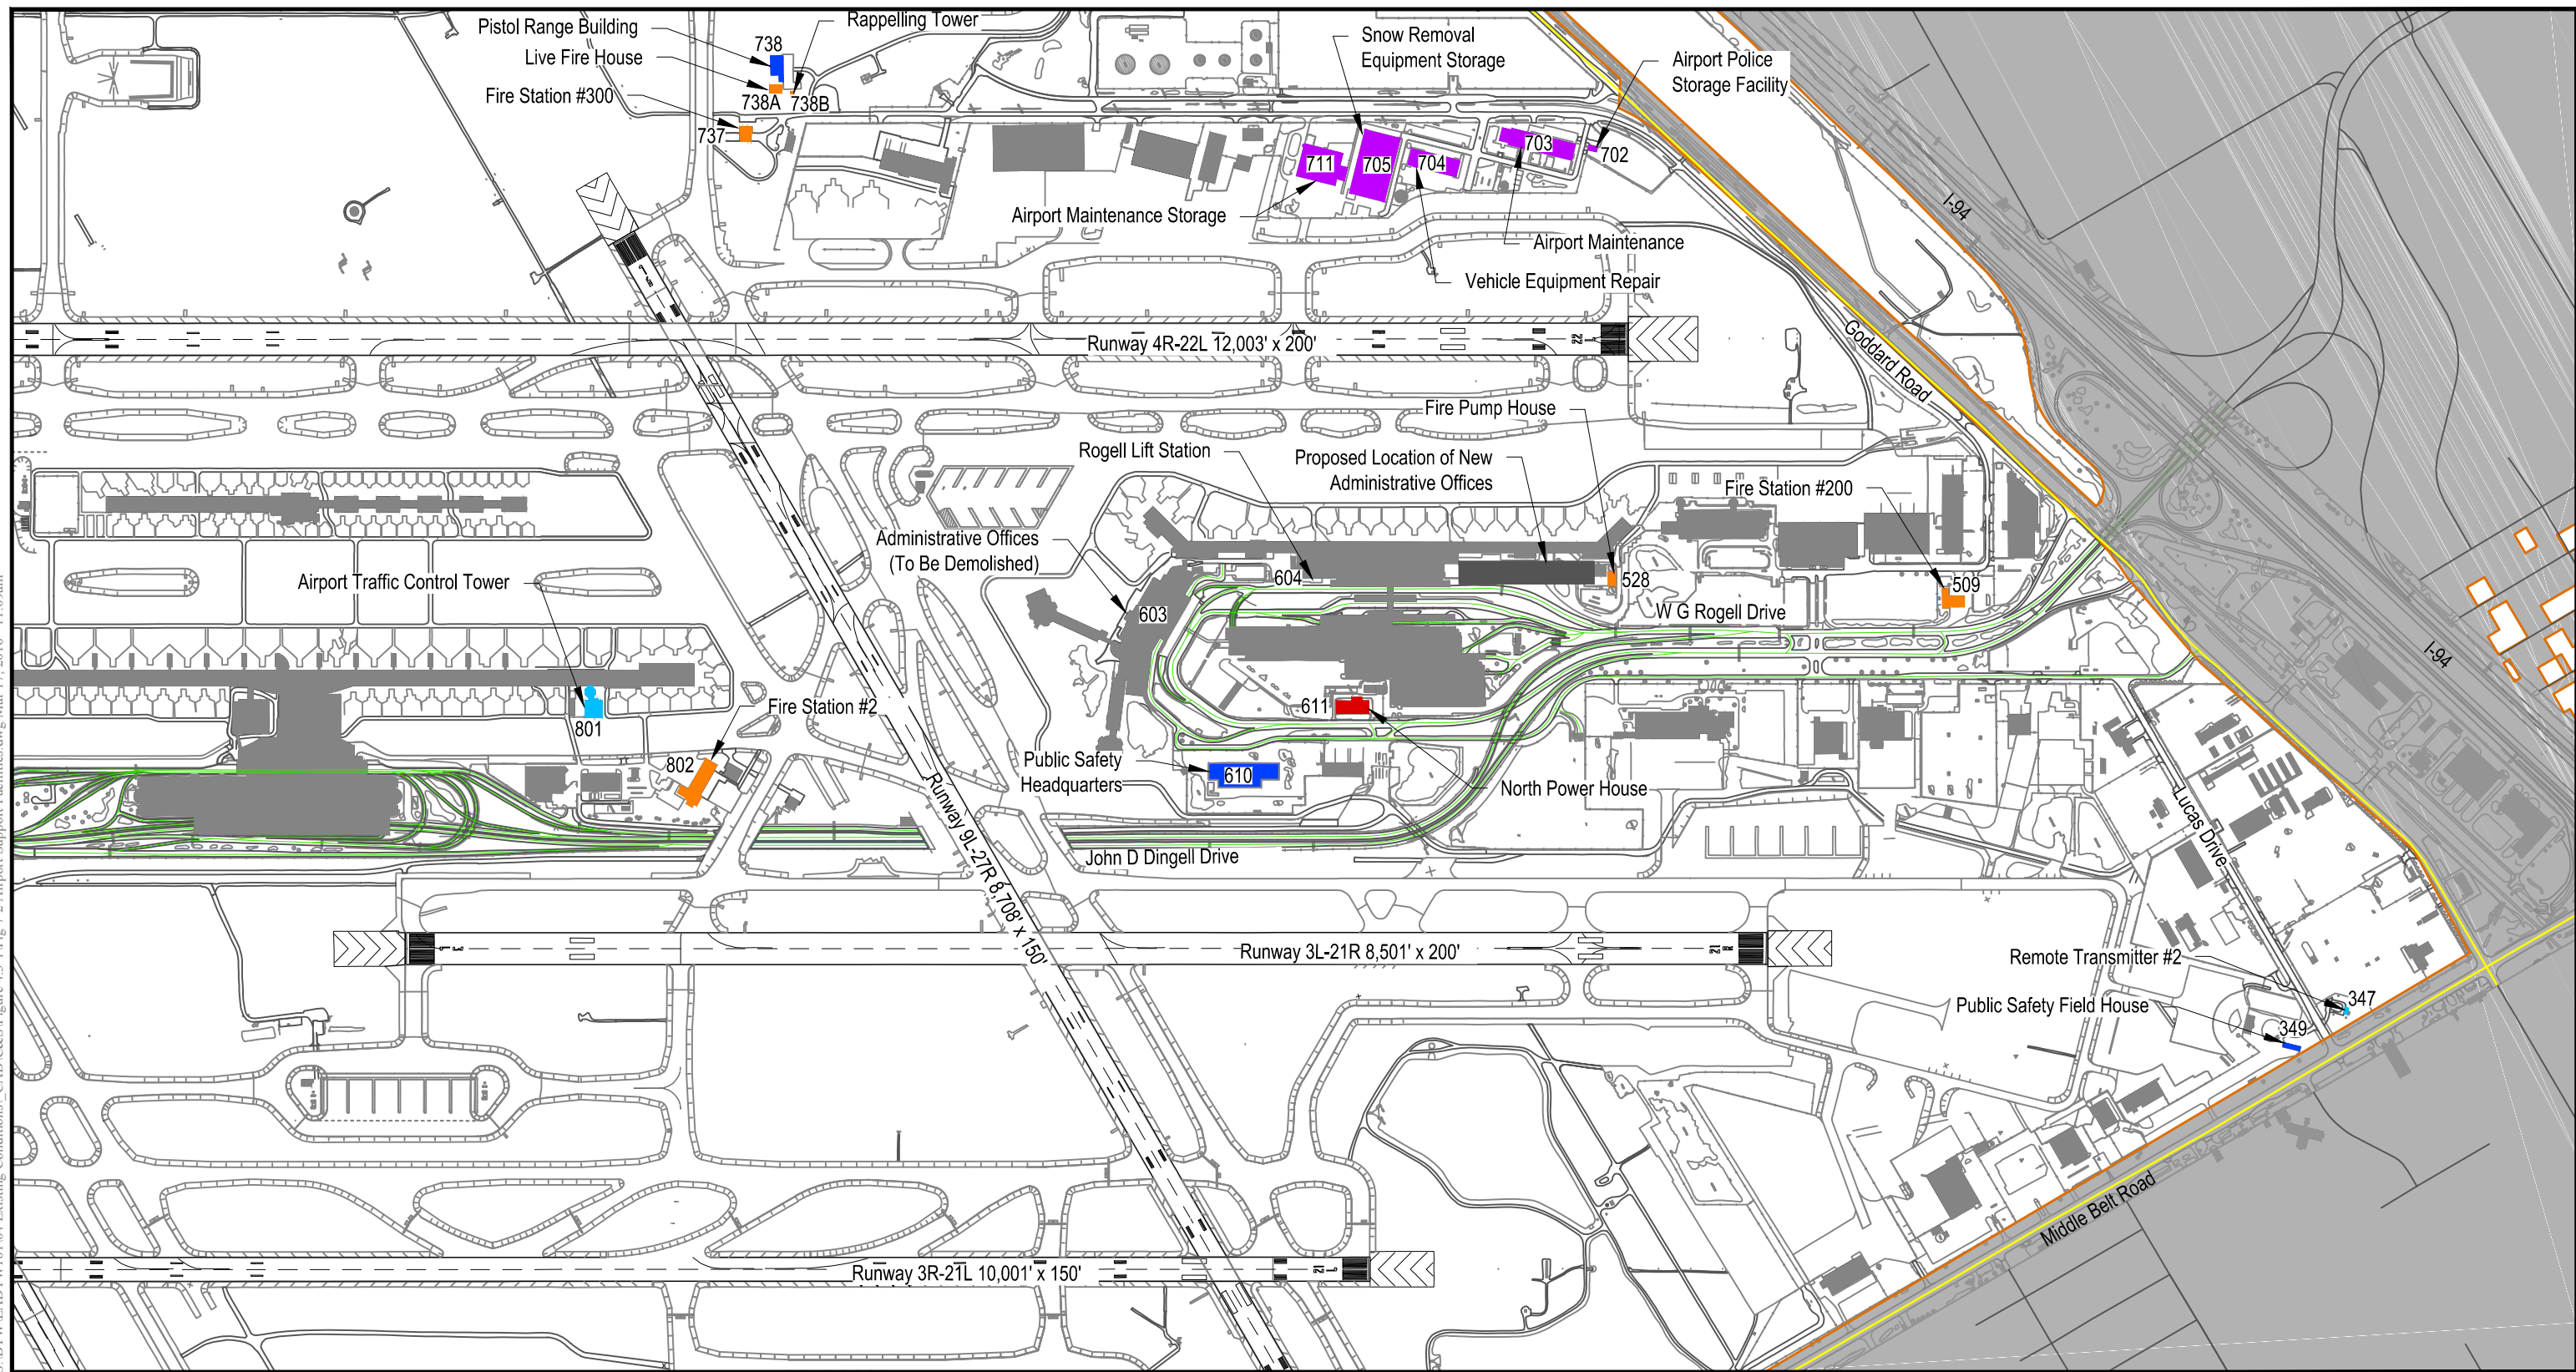 Pistol Range Building
Live Fire House
Fire Station #300
738
738A
738B
737
Rappelling Tower
Snow Removal
Equipment Storage
Airport Police
Storage Facility
711
705
704
703
702
Airport Maintenance Storage
Airport Maintenance
Vehicle Equipment Repair
I-94
Goddard Road
Runway 4R-22L 12,003' x 200'
22
Fire Pump House
Rogell Lift Station
Proposed Location of New
Administrative Offices
Fire Station #200
Administrative Offices
(To Be Demolished)
Airport Traffic Control Tower
604
528
509
603
W G Rogell Drive
I-94
801
Fire Station #2
802
611
Public Safety
Headquarters
610
North Power House
Lucas Drive
Runway 9L-27R 8,708' x 150'
John D Dingell Drive
Runway 3L-21R 8,501' x 200'
Remote Transmitter #2
347
Public Safety Field House
349
Middle Belt Road
Runway 3R-21L 10,001' x 150'